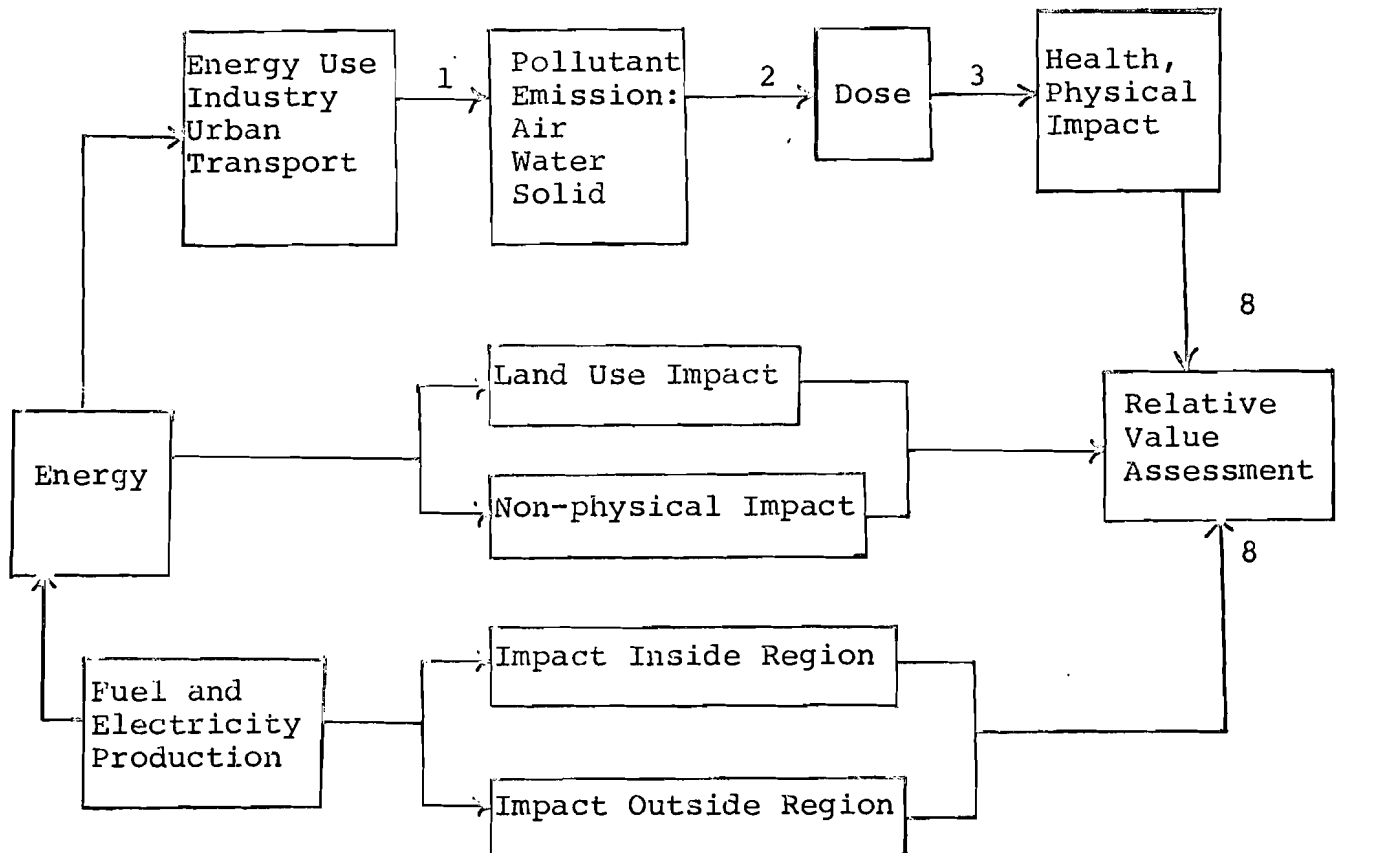 Energy Use
Industry
Urban
Transport
1
Pollutant
Emission:
Air
Water
Solid
2
Dose
3
Health,
Physical
Impact
8
Land Use Impact
Relative
Value
Assessment
Energy
Non-physical Impact
8
Impact Inside Region
Fuel and
Electricity
Production
Impact Outside Region